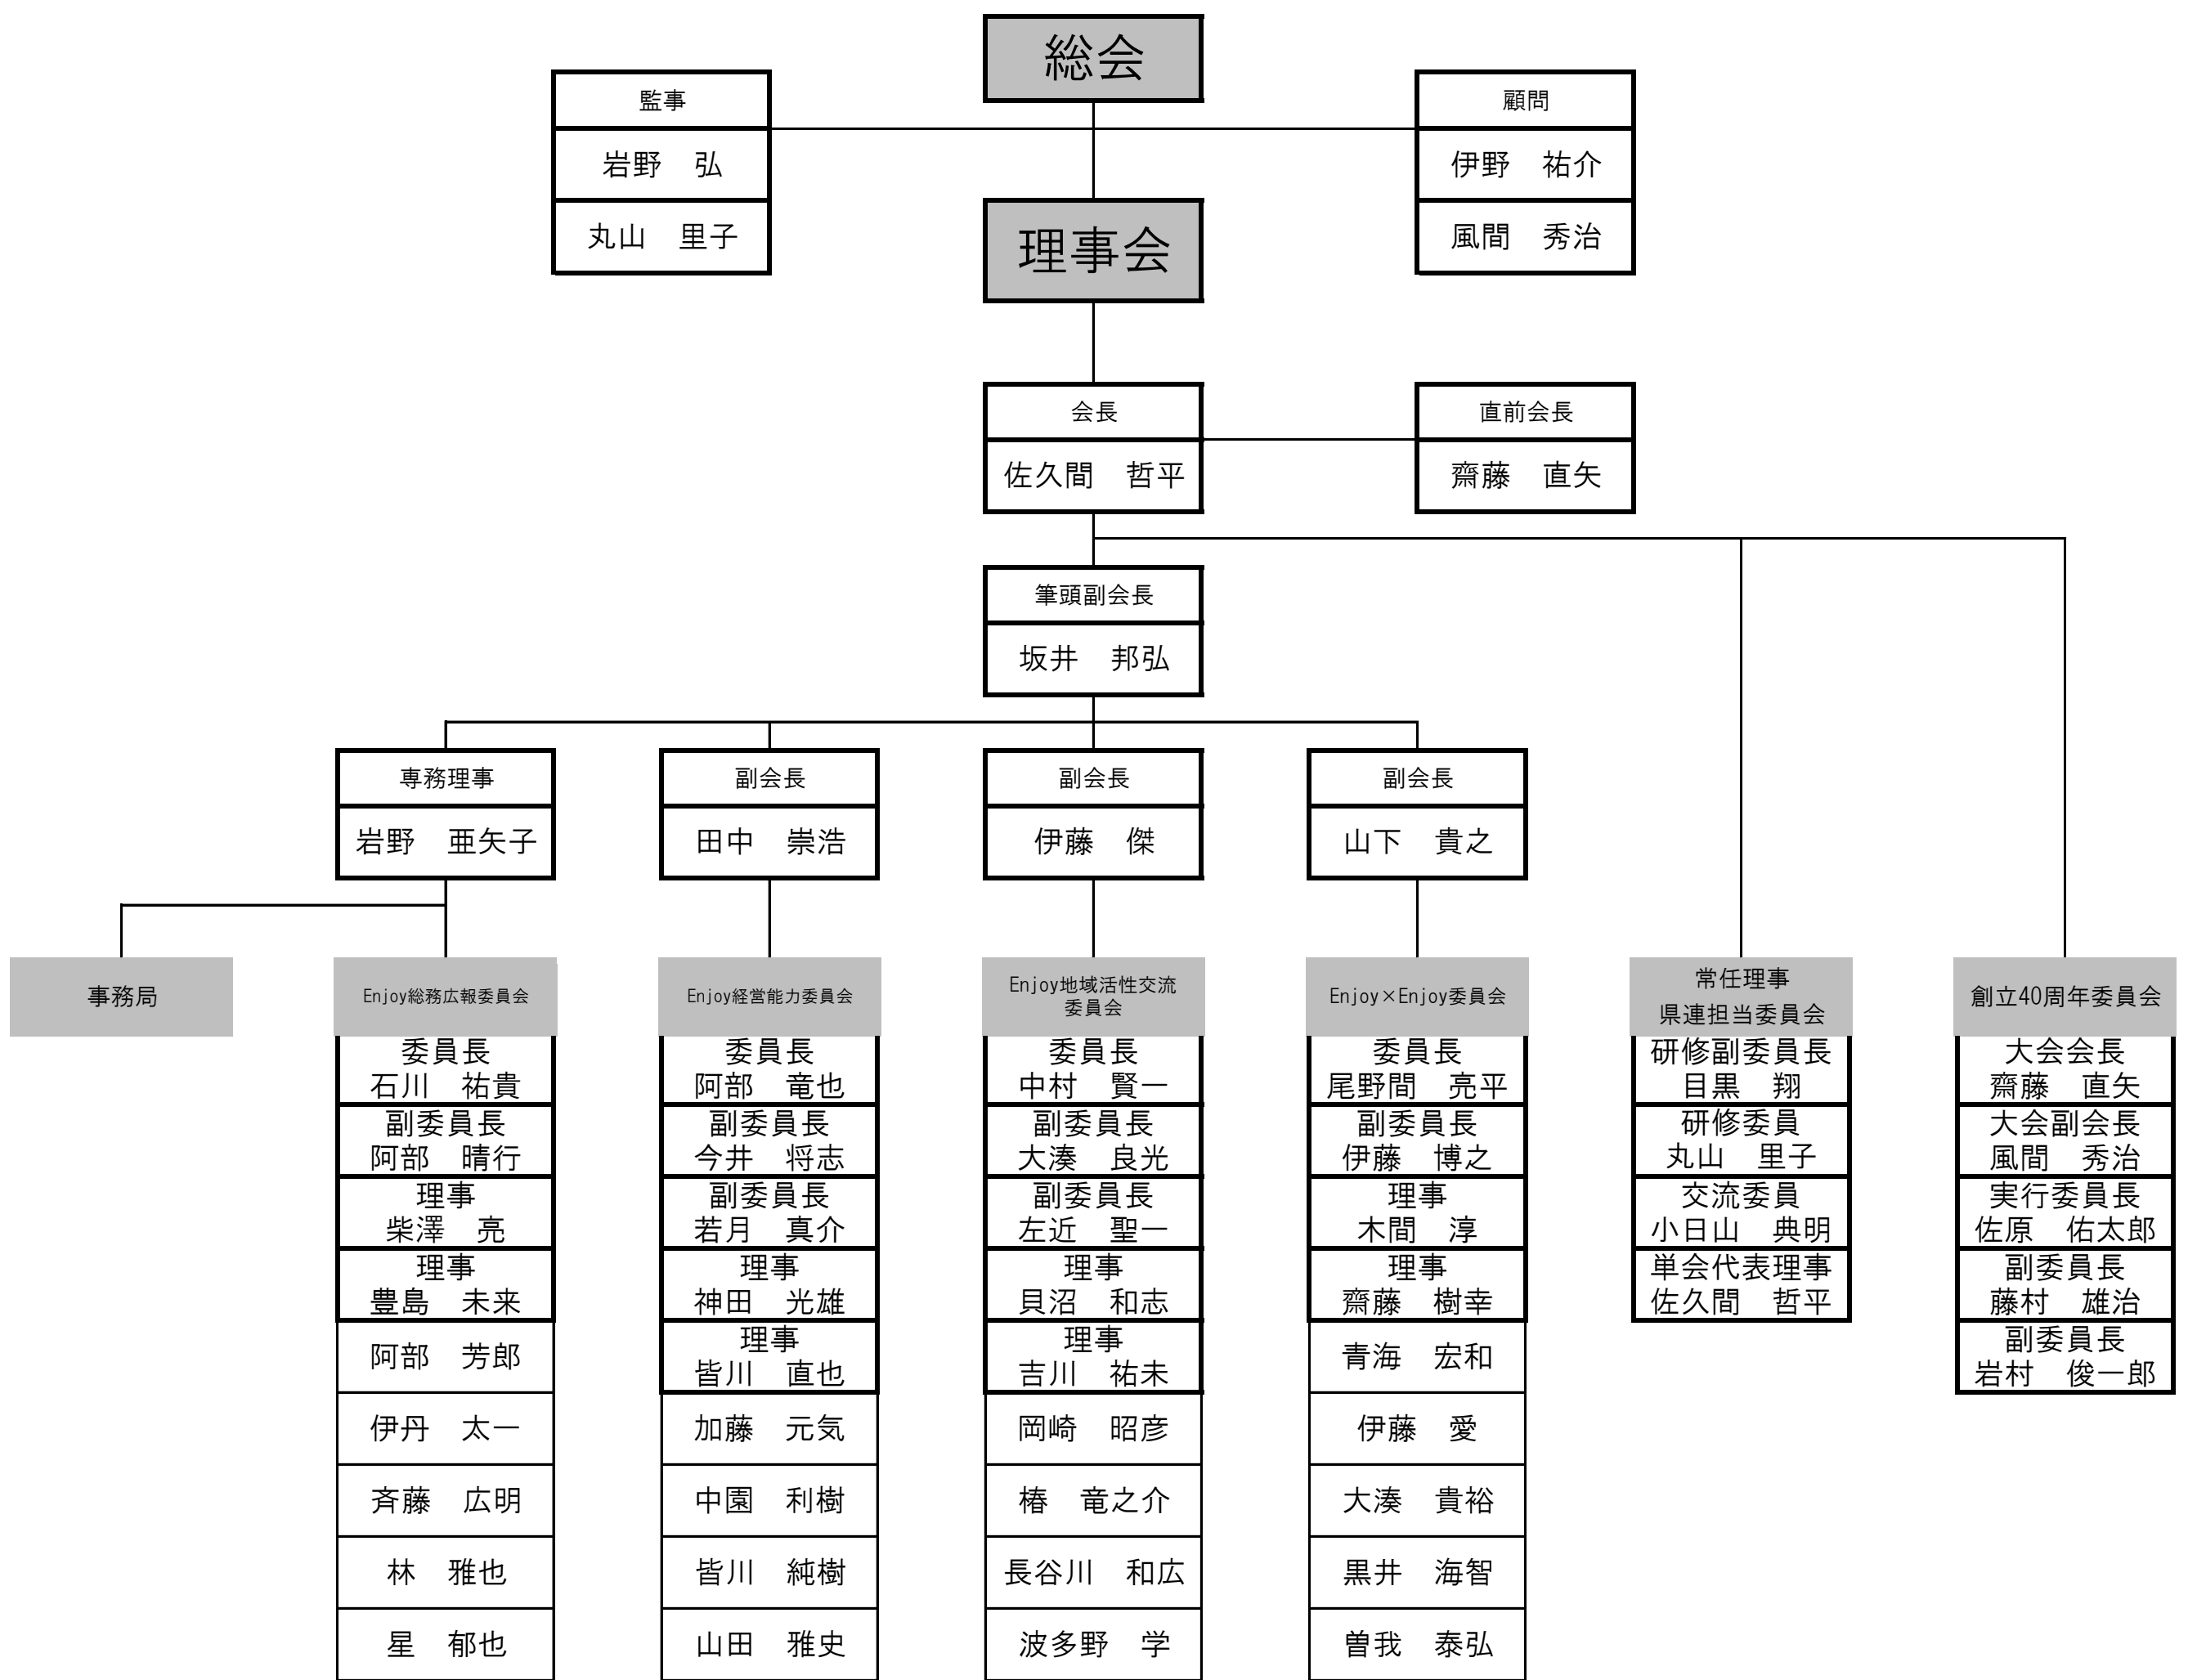 総会
監事
岩野　弘
丸山　里子
顧問
伊野　祐介
風間　秀治
理事会
会長
佐久間　哲平
直前会長
齋藤　直矢
筆頭副会長
坂井　邦弘
専務理事
岩野　亜矢子
副会長
田中　崇浩
副会長
伊藤　傑
副会長
山下　貴之
事務局
Enjoy総務広報委員会
委員長
石川　祐貴
副委員長
阿部　晴行
理事
柴澤　亮
理事
豊島　未来
阿部　芳郎
伊丹　太一
斉藤　広明
林　雅也
星　郁也
Enjoy経営能力委員会
委員長
阿部　竜也
副委員長
今井　将志
副委員長
若月　真介
理事
神田　光雄
理事
皆川　直也
加藤　元気
中園　利樹
皆川　純樹
山田　雅史
Enjoy地域活性交流
委員会
委員長
中村　賢一
副委員長
大湊　良光
副委員長
左近　聖一
理事
貝沼　和志
理事
吉川　祐未
岡崎　昭彦
椿　竜之介
長谷川　和広
波多野　学
Enjoy×Enjoy委員会
委員長
尾野間　亮平
副委員長
伊藤　博之
理事
木間　淳
理事
齋藤　樹幸
青海　宏和
伊藤　愛
大湊　貴裕
黒井　海智
曽我　泰弘
常任理事
県連担当委員会
研修副委員長
目黒　翔
研修委員
丸山　里子
交流委員
小日山　典明
単会代表理事
佐久間　哲平
創立40周年委員会
大会会長
齋藤　直矢
大会副会長
風間　秀治
実行委員長
佐原　佑太郎
副委員長
藤村　雄治
副委員長
岩村　俊一郎